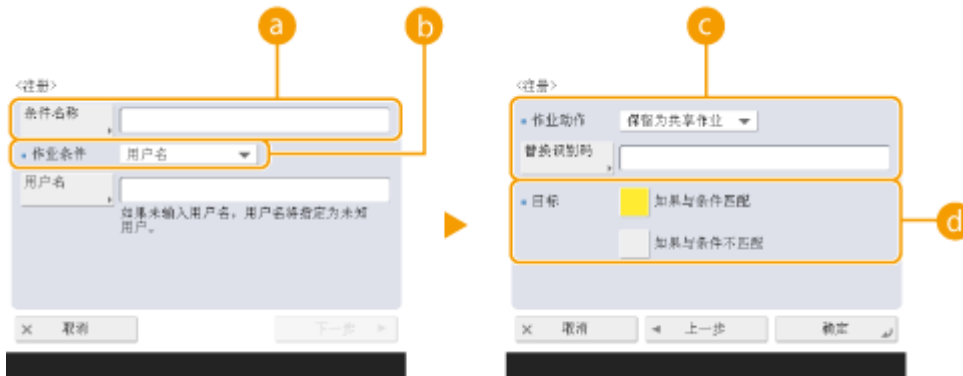 a
b
<注册>
条件名称
作业条件 用户名
用户名
如果未输入用户名，用户名将指定为未知
用户。
× 取消
下一步
c
d
<注册>
作业动作 保留为共享作业
替换识别码
目标 如果与条件匹配
如果与条件不匹配
× 取消
上一步
确定